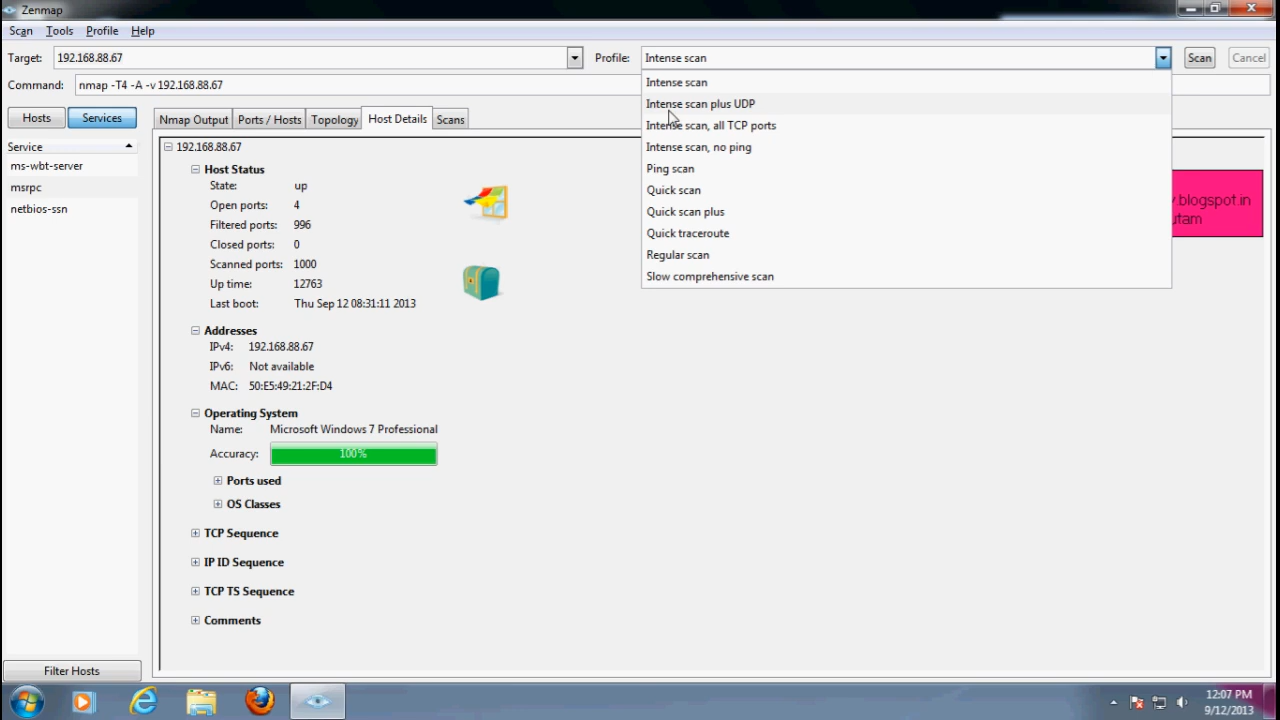 Zenmap
Scan Tools Profile Help
Target: 192.168.88.67 Profile: Intense scan Scan Cancel
Command: nmap -T4 -A -v 192.168.88.67
Intense scan
Intense scan plus UDP
Intense scan, all TCP ports
Intense scan, no ping
Ping scan
Quick scan
Quick scan plus
Quick traceroute
Regular scan
Slow comprehensive scan
Hosts Services
Nmap Output Ports / Hosts Topology Host Details Scans
Service
ms-wbt-server
msrpc
netbios-ssn
192.168.88.67
Host Status
State: up
Open ports: 4
Filtered ports: 996
Closed ports: 0
Scanned ports: 1000
Up time: 12763
Last boot: Thu Sep 12 08:31:11 2013
Addresses
IPv4: 192.168.88.67
IPv6: Not available
MAC: 50:E5:49:21:2F:D4
Operating System
Name: Microsoft Windows 7 Professional
Accuracy: 100%
Ports used
OS Classes
TCP Sequence
IP ID Sequence
TCP TS Sequence
Comments
.blogspot.in
utam
Filter Hosts
12:07 PM
9/12/2013